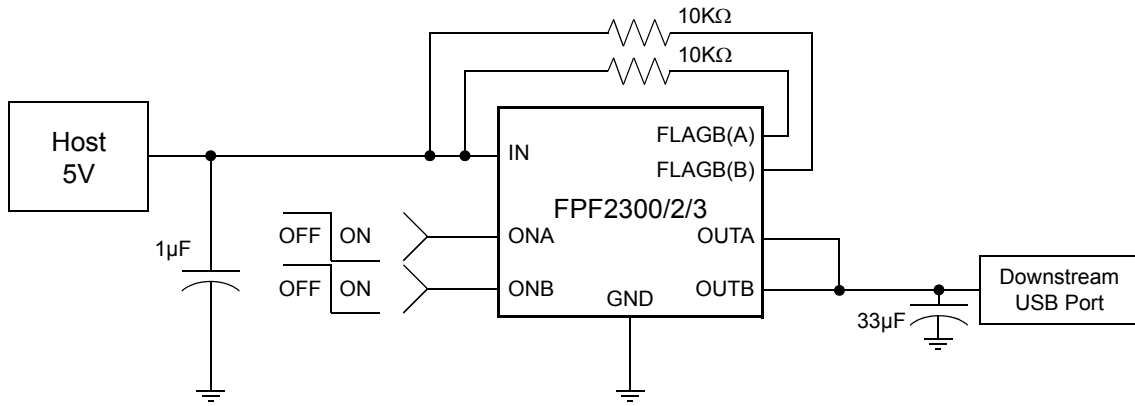 10KΩ
10KΩ
Host
5V
FLAGB(A)
IN
FLAGB(B)
FPF2300/2/3
1µF
OFF ON
ONA
OUTA
OFF ON
ONB
GND
OUTB
Downstream
USB Port
33µF